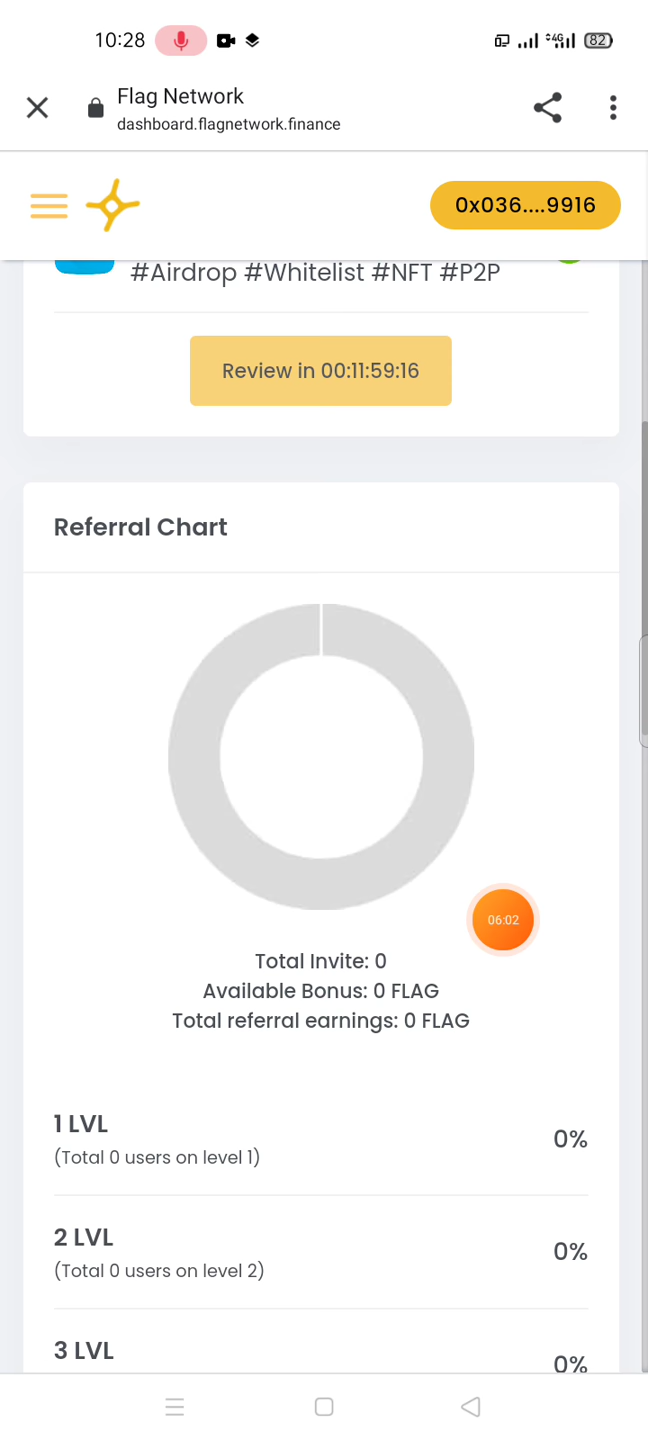 10:28
4G
82
Flag Network
dashboard.flagnetwork.finance
0x036....9916
#Airdrop #Whitelist #NFT #P2P
Review in 00:11:59:16
Referral Chart
06:02
Total Invite: 0
Available Bonus: 0 FLAG
Total referral earnings: 0 FLAG
1 LVL
0%
(Total 0 users on level 1)
2 LVL
0%
(Total 0 users on level 2)
3 LVL
0%